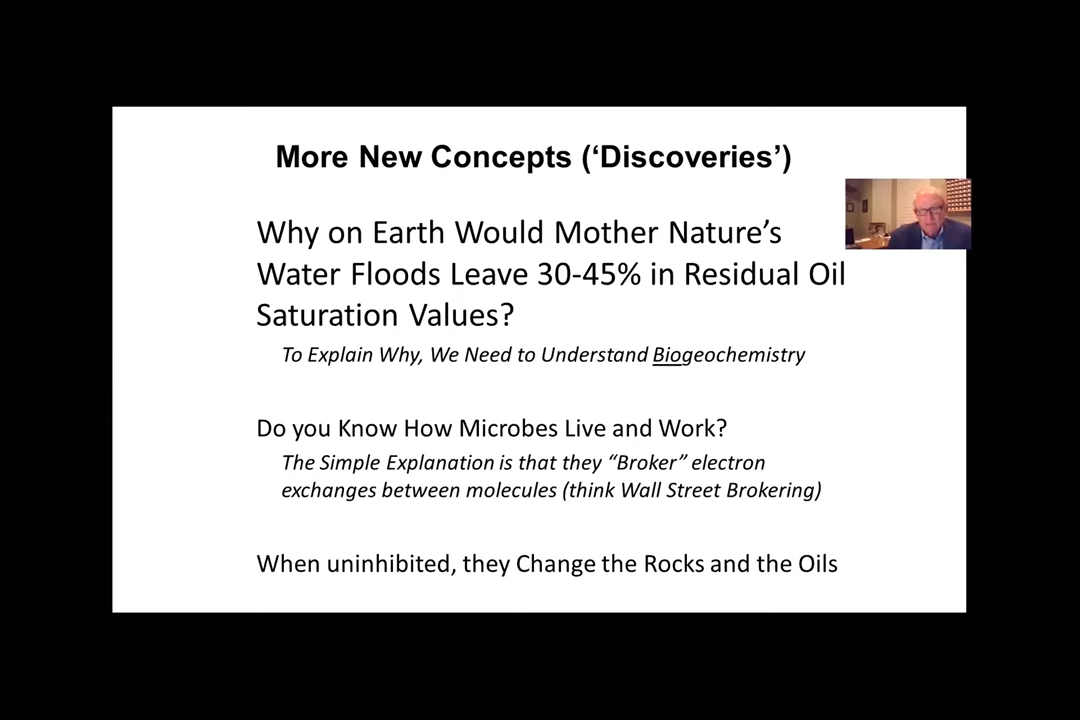 More New Concepts (‘Discoveries’)
Why on Earth Would Mother Nature’s
Water Floods Leave 30-45% in Residual Oil
Saturation Values?
To Explain Why, We Need to Understand Biogeochemistry
Do you Know How Microbes Live and Work?
The Simple Explanation is that they “Broker” electron
exchanges between molecules (think Wall Street Brokering)
When uninhibited, they Change the Rocks and the Oils